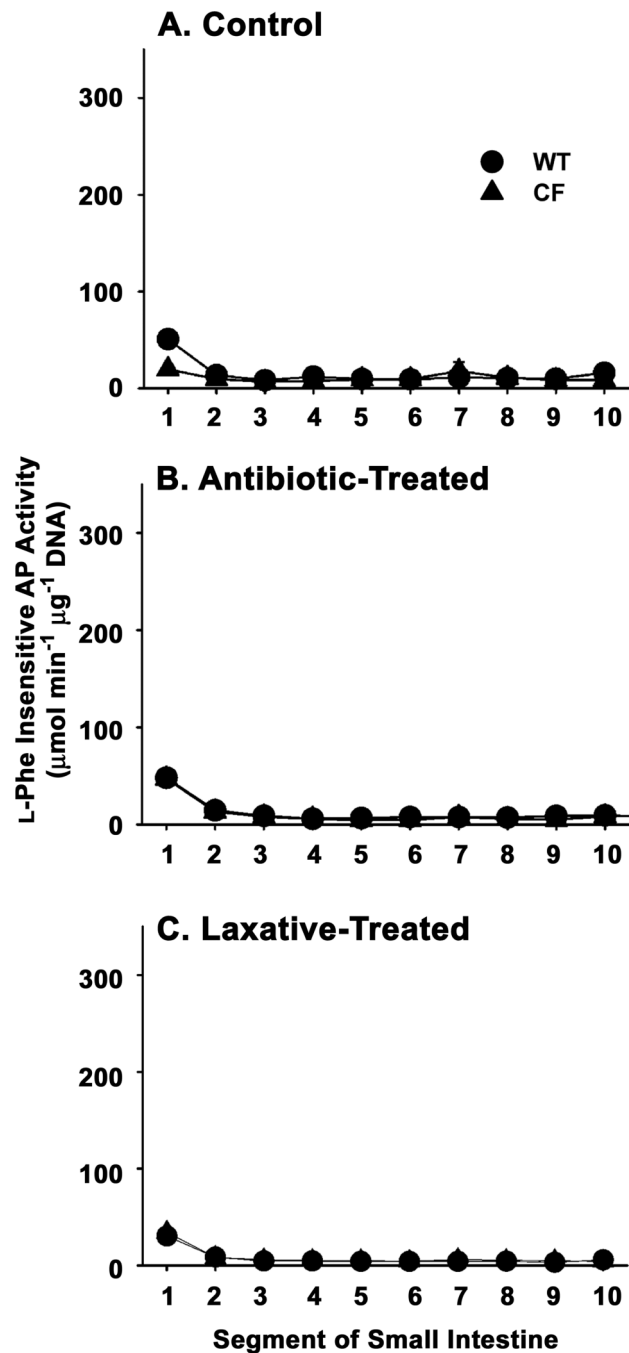 A. Control
300
200
100
0
WT
CF
1 2 3 4 5 6 7 8 9 10
L-Phe Insensitive AP Activity
(µmol min⁻¹ µg⁻¹ DNA)
B. Antibiotic-Treated
300
200
100
0
1 2 3 4 5 6 7 8 9 10
C. Laxative-Treated
300
200
100
0
1 2 3 4 5 6 7 8 9 10
Segment of Small Intestine